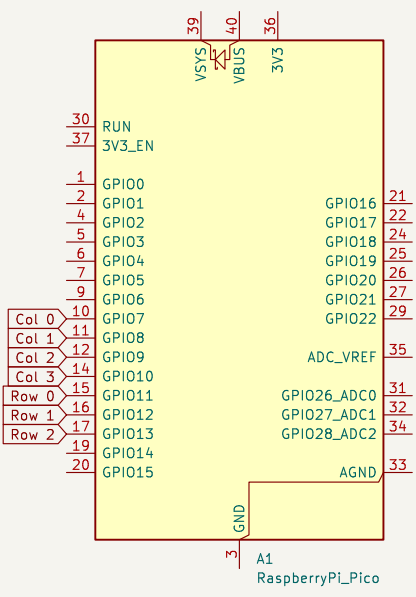 39 40 36
VSYS VBUS 3V3
30 RUN
37 3V3_EN
1 GPIO0
2 GPIO1 GPIO16 21
4 GPIO2 GPIO17 22
5 GPIO3 GPIO18 24
6 GPIO4 GPIO19 25
7 GPIO5 GPIO20 26
9 GPIO6 GPIO21 27
Col 0 10 GPIO7 GPIO22 29
Col 1 11 GPIO8
Col 2 12 GPIO9 ADC_VREF 35
Col 3 14 GPIO10
Row 0 15 GPIO11 GPIO26_ADC0 31
Row 1 16 GPIO12 GPIO27_ADC1 32
Row 2 17 GPIO13 GPIO28_ADC2 34
19 GPIO14
20 GPIO15 AGND 33
GND
3
A1
RaspberryPi_Pico